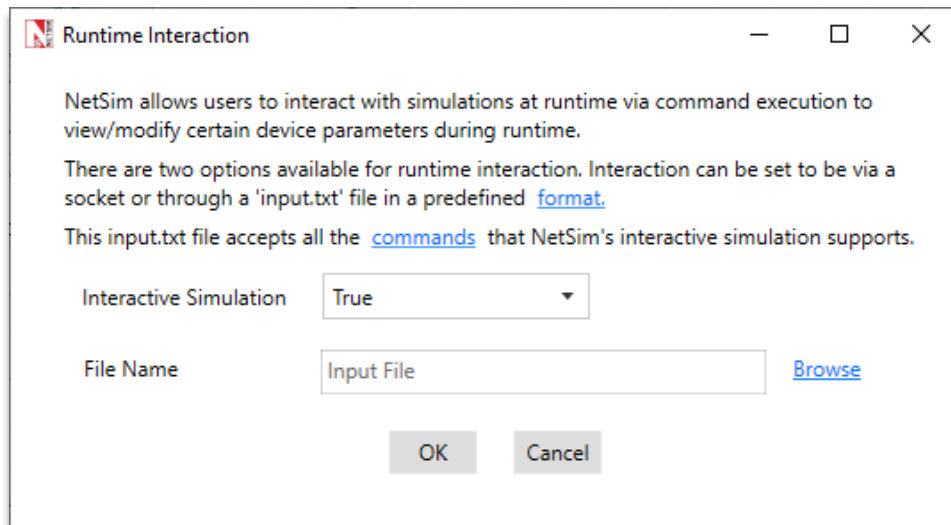 NETSIM
Runtime Interaction
NetSim allows users to interact with simulations at runtime via command execution to
view/modify certain device parameters during runtime.
There are two options available for runtime interaction. Interaction can be set to be via a
socket or through a 'input.txt' file in a predefined format.
This input.txt file accepts all the commands that NetSim's interactive simulation supports.
Interactive Simulation True
File Name Input File Browse
OK Cancel